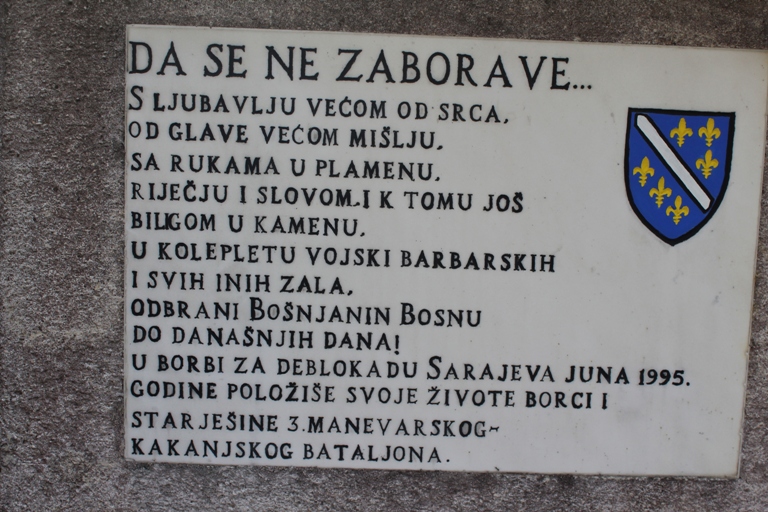 DA SE NE ZABORAVE...
S LJUBAVLJU VEĆOM OD SRCA,
OD GLAVE VEĆOM MIŠLJU,
SA RUKAMA U PLAMENU,
RIJEČJU I SLOVOM, I K TOMU JOŠ
BILIGOM U KAMENU,
U KOLEPLETU VOJSKI BARBARSKIH
I SVIH INIH ZALA,
ODBRANI BOŠNJANIN BOSNU
DO DANAŠNJIH DANA!
U BORBI ZA DEBLOKADU SARAJEVA JUNA 1995.
GODINE POLOŽIŠE SVOJE ŽIVOTE BORCI I
STARJEŠINE 3.MANEVARSKOG-
KAKANJSKOG BATALJONA.